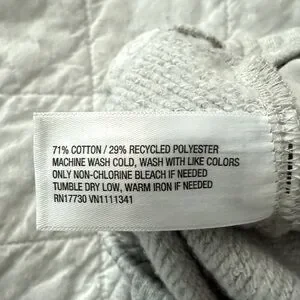 71% COTTON / 29% RECYCLED POLYESTER
MACHINE WASH COLD, WASH WITH LIKE COLORS
ONLY NON-CHLORINE BLEACH IF NEEDED
TUMBLE DRY LOW, WARM IRON IF NEEDED
RN17730 VN1111341